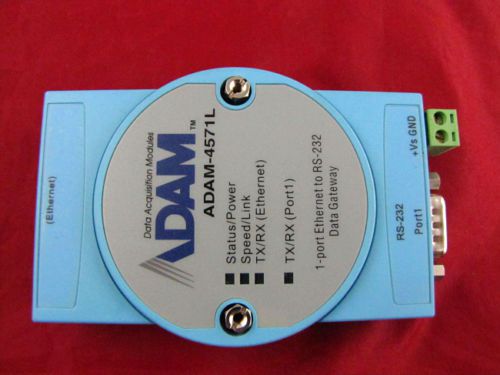 (Ethernet)
Data Acquisition Modules
ADAM™
ADAM-4571L
Status/Power
Speed/Link
TX/RX (Ethernet)
TX/RX (Port1)
1-port Ethernet to RS-232
Data Gateway
+Vs GND
RS-232
Port1